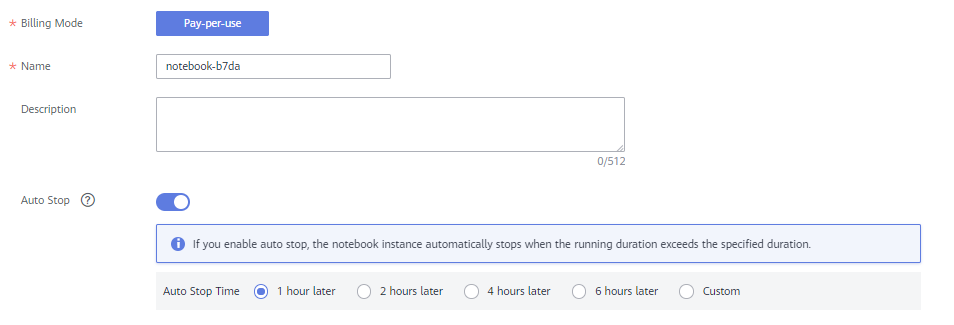 * Billing Mode Pay-per-use
* Name notebook-b7da
Description
0/512
Auto Stop ?
i If you enable auto stop, the notebook instance automatically stops when the running duration exceeds the specified duration.
Auto Stop Time 1 hour later 2 hours later 4 hours later 6 hours later Custom